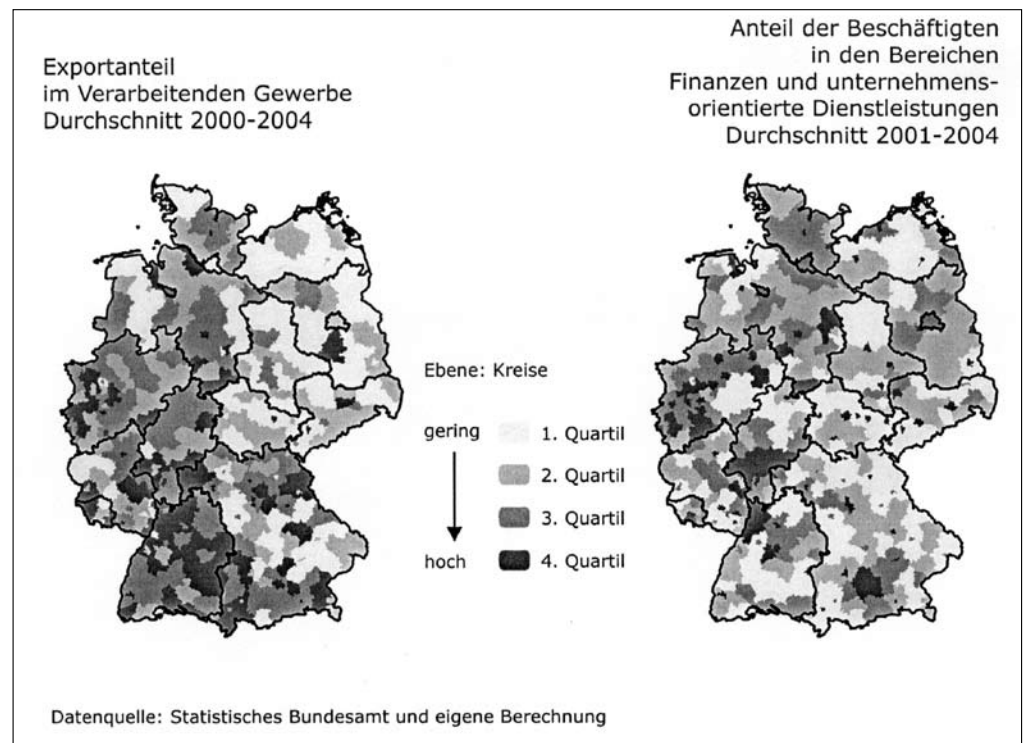 Exportanteil
im Verarbeitenden Gewerbe
Durchschnitt 2000-2004
Anteil der Beschäftigten
in den Bereichen
Finanzen und unternehmens-
orientierte Dienstleistungen
Durchschnitt 2001-2004
Ebene: Kreise
gering
1. Quartil
2. Quartil
3. Quartil
hoch
4. Quartil
Datenquelle: Statistisches Bundesamt und eigene Berechnung